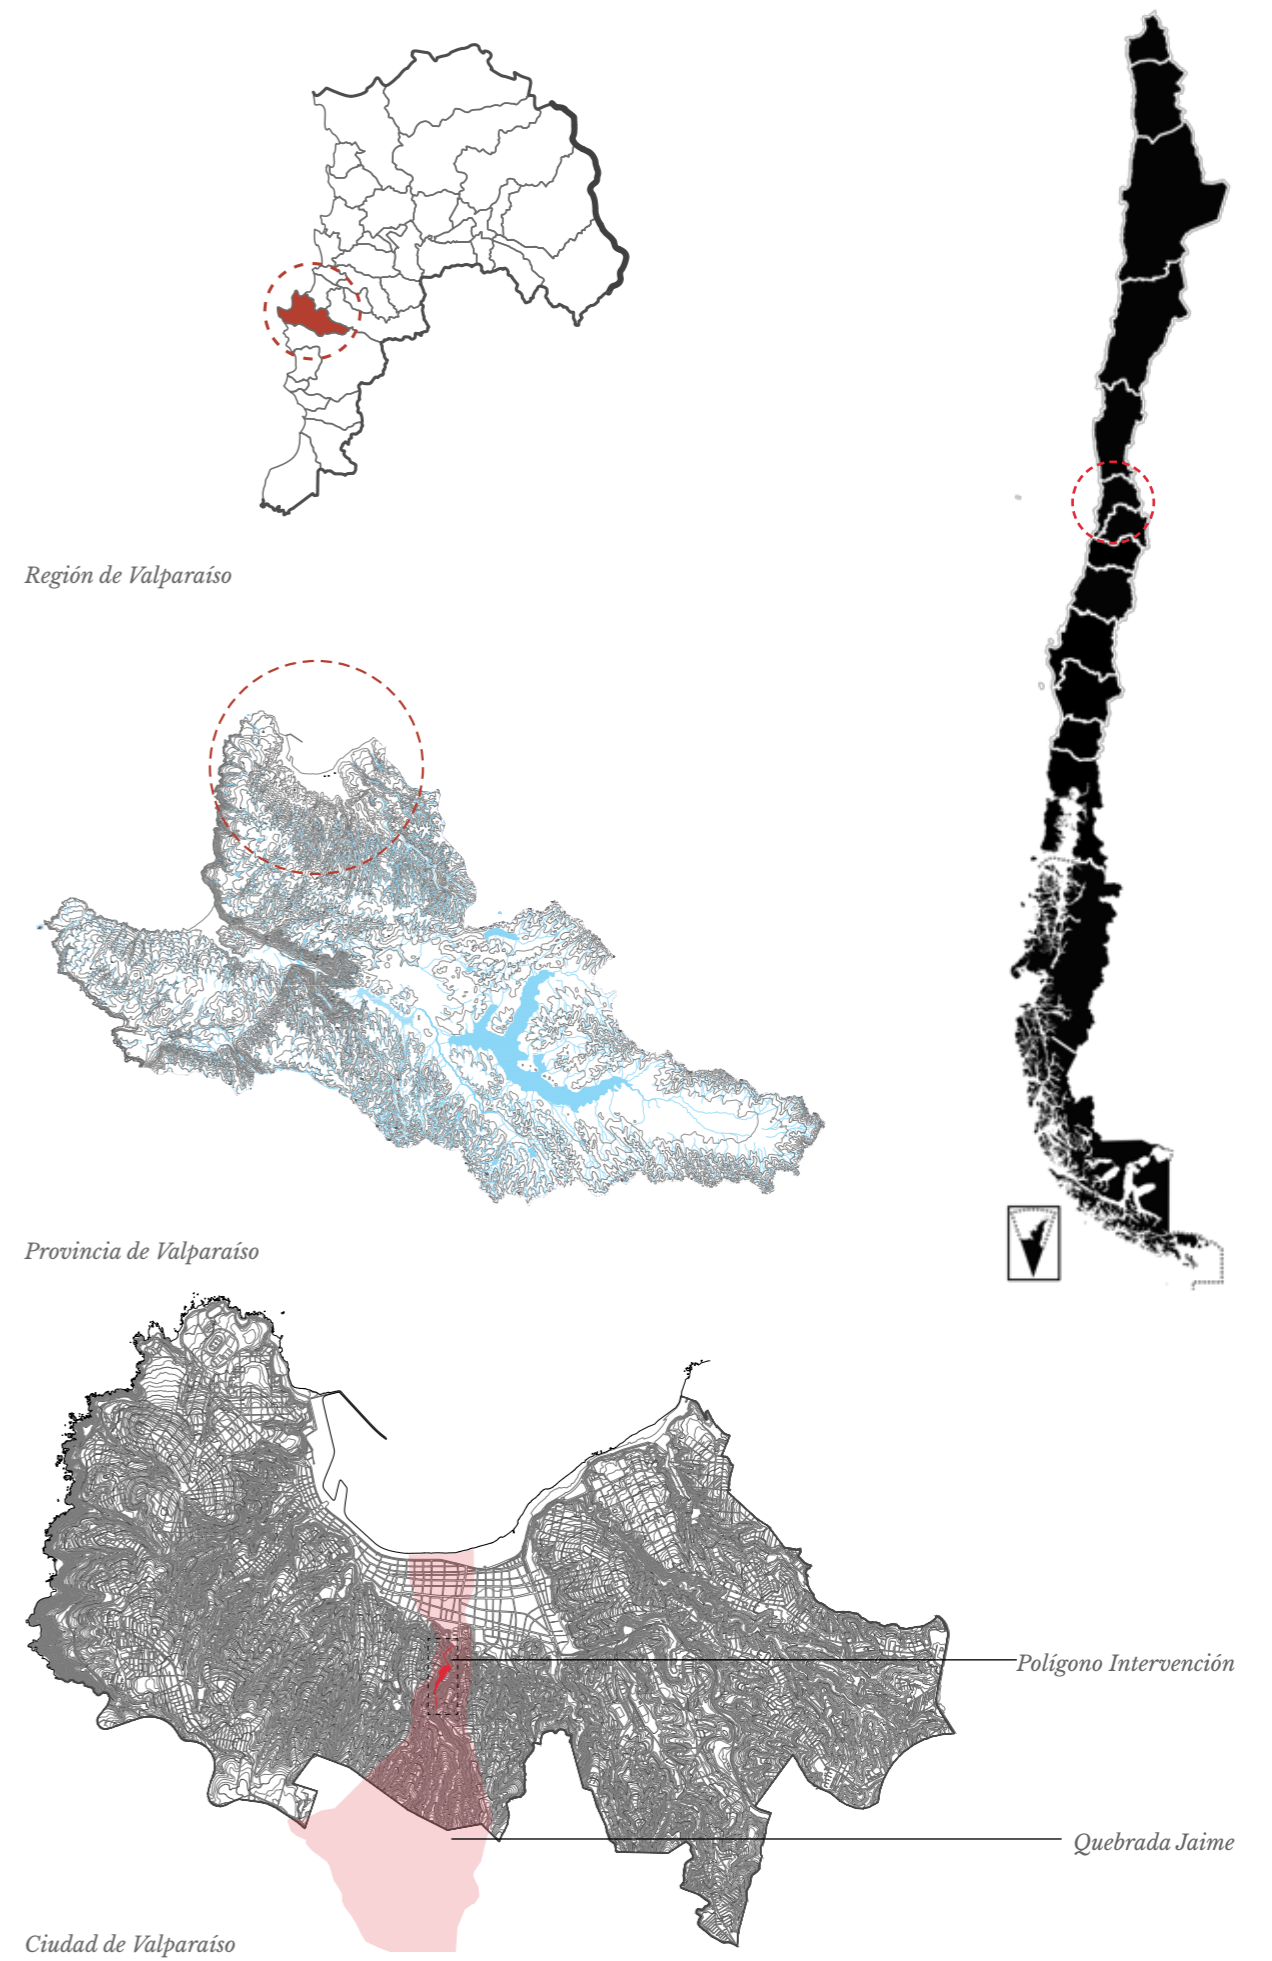 Región de Valparaíso
Provincia de Valparaíso
Polígono Intervención
Quebrada Jaime
Ciudad de Valparaíso